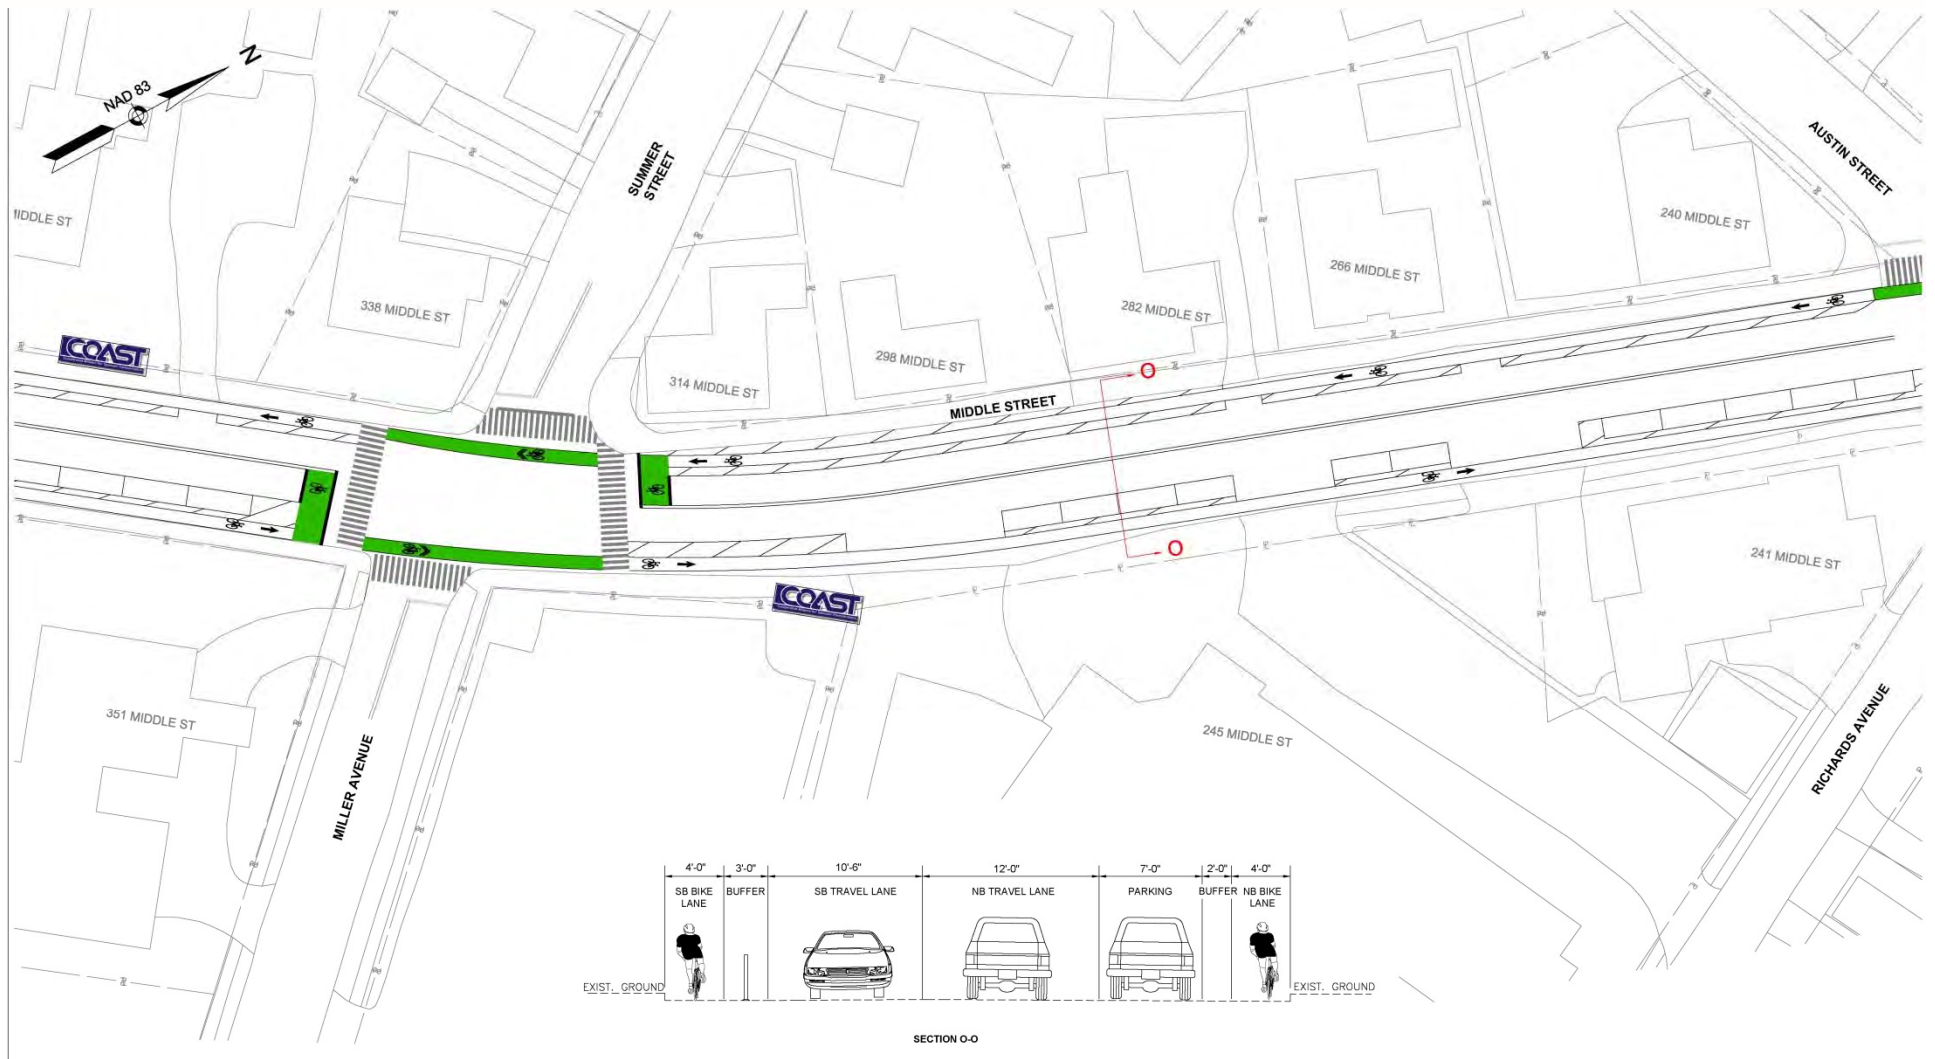 N
NAD 83
SUMMER
STREET
AUSTIN STREET
MIDDLE ST
240 MIDDLE ST
266 MIDDLE ST
282 MIDDLE ST
338 MIDDLE ST
COAST
298 MIDDLE ST
314 MIDDLE ST
O
MIDDLE STREET
O
241 MIDDLE ST
COAST
351 MIDDLE ST
245 MIDDLE ST
RICHARDS AVENUE
MILLER AVENUE
4'-0" 3'-0" 10'-6" 12'-0" 7'-0" 2'-0" 4'-0"
SB BIKE BUFFER SB TRAVEL LANE NB TRAVEL LANE PARKING BUFFER NB BIKE
LANE LANE
EXIST. GROUND EXIST. GROUND
SECTION O-O